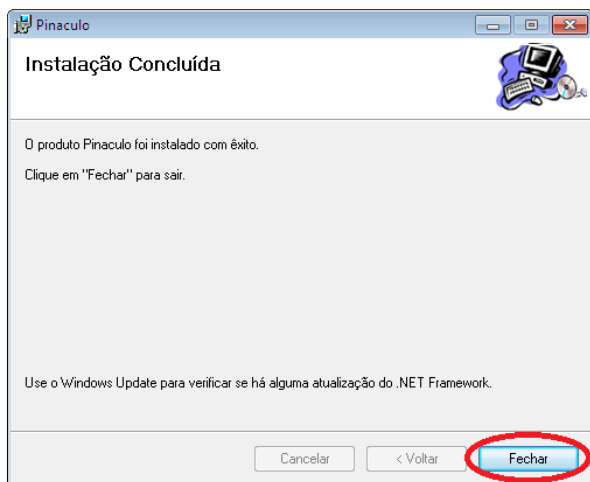 Pinaculo
Instalação Concluída
O produto Pinaculo foi instalado com êxito.
Clique em "Fechar" para sair.
Use o Windows Update para verificar se há alguma atualização do .NET Framework.
Cancelar
< Voltar
Fechar